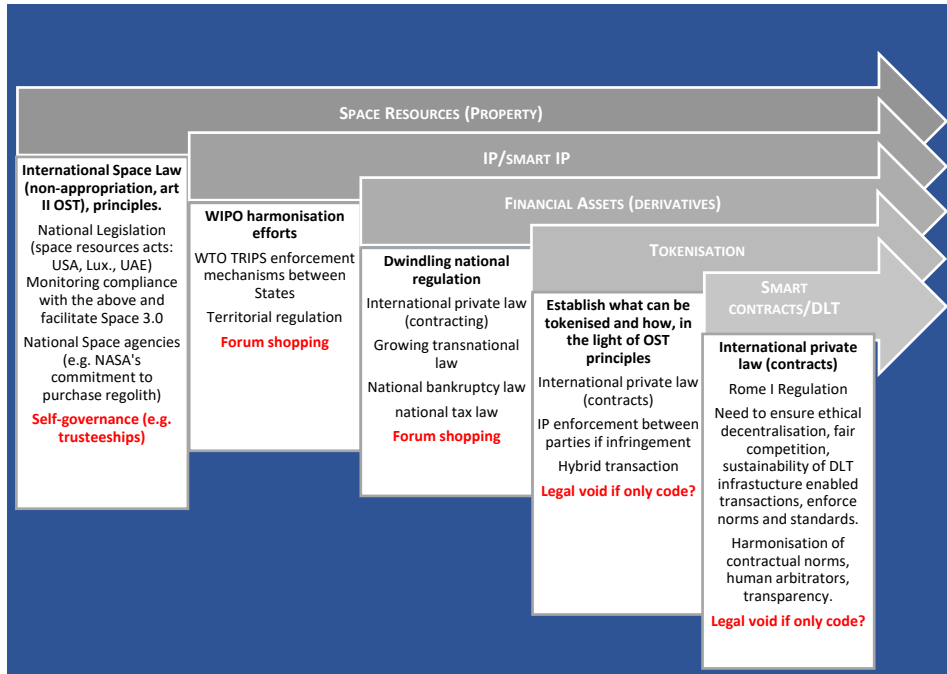 SPACE RESOURCES (PROPERTY)
International Space Law
(non-appropriation, art
II OST), principles.
National Legislation
(space resources acts:
USA, Lux., UAE)
Monitoring compliance
with the above and
facilitate Space 3.0
National Space agencies
(e.g. NASA's
commitment to
purchase regolith)
Self-governance (e.g.
trusteeships)
IP/SMART IP
WIPO harmonisation
efforts
WTO TRIPS enforcement
mechanisms between
States
Territorial regulation
Forum shopping
FINANCIAL ASSETS (DERIVATIVES)
Dwindling national
regulation
International private law
(contracting)
Growing transnational
law
National bankruptcy law
national tax law
Forum shopping
TOKENISATION
Establish what can be
tokenised and how, in
the light of OST
principles
International private law
(contracts)
IP enforcement between
parties if infringement
Hybrid transaction
Legal void if only code?
SMART
CONTRACTS/DLT
International private
law (contracts)
Rome I Regulation
Need to ensure ethical
decentralisation, fair
competition,
sustainability of DLT
infrastucture enabled
transactions, enforce
norms and standards.
Harmonisation of
contractual norms,
human arbitrators,
transparency.
Legal void if only code?